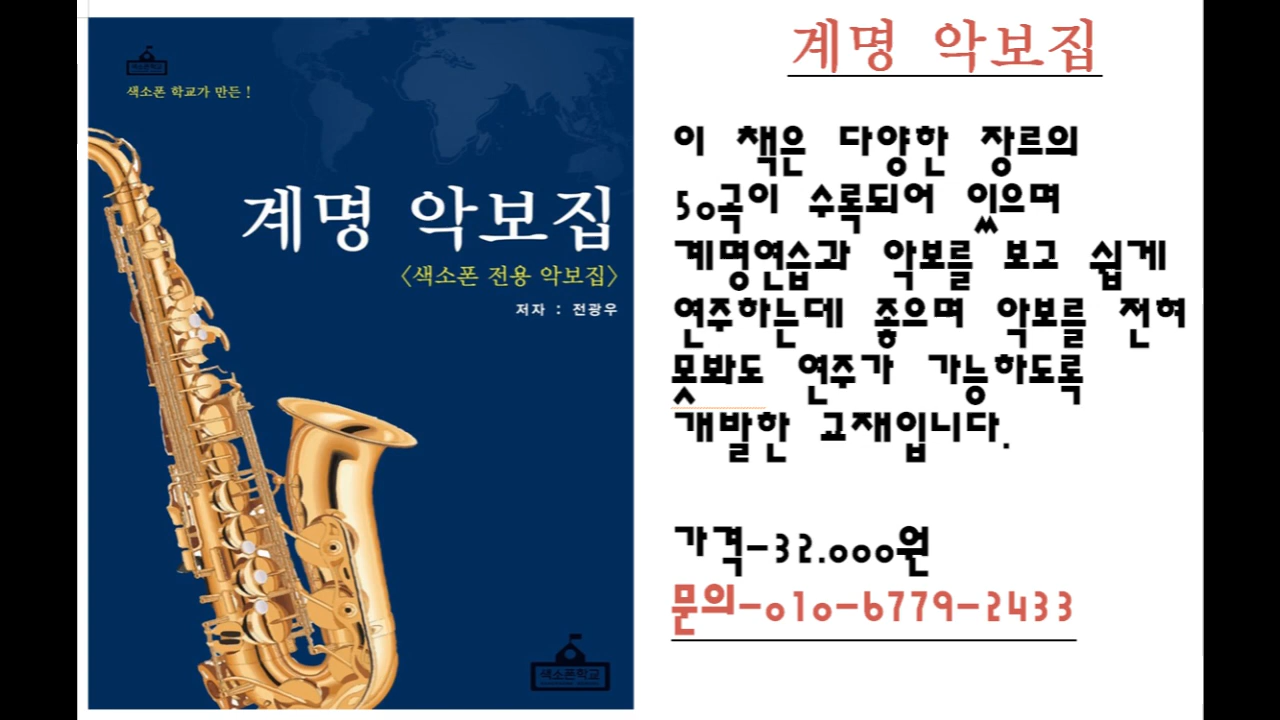 색소폰학교
색소폰 학교가 만든 !
계명 악보집
<색소폰 전용 악보집>
저자 : 전광우
색소폰학교
계명 악보집
이 책은 다양한 장르의
50곡이 수록되어 있으며
계명연습과 악보를 보고 쉽게
연주하는데 좋으며 악보를 전혀
못봐도 연주가 가능하도록
개발한 교재입니다.
가격-32.000원
문의-010-6779-2433